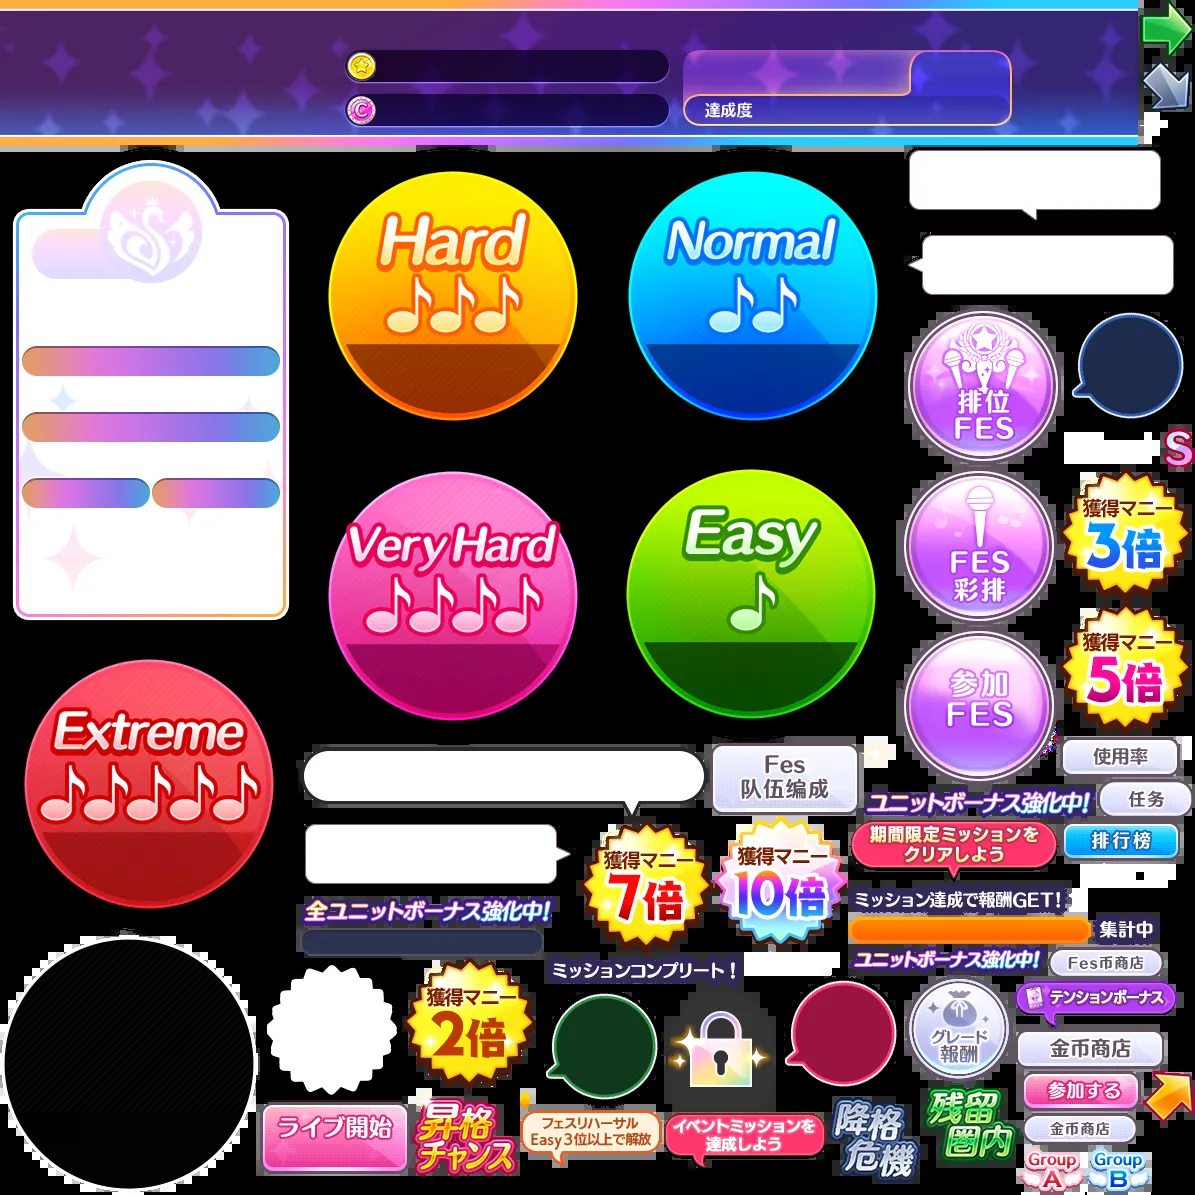 達成度
Hard
Normal
排位
FES
S
獲得マニー
3倍
Very Hard
Easy
FES
彩排
獲得マニー
5倍
参加
FES
Extreme
Fes
队伍编成
使用率
ユニットボーナス強化中!
任务
期間限定ミッションを
クリアしよう
排行榜
獲得マニー
7倍
獲得マニー
10倍
ミッション達成で報酬GET!
全ユニットボーナス強化中!
集計中
ユニットボーナス強化中!
Fes币商店
ミッションコンプリート!
獲得マニー
2倍
テンションボーナス
グレード
報酬
金币商店
参加する
ライブ開始
昇格
チャンス
フェスリハーサル
Easy3位以上で解放
イベントミッションを
達成しよう
降格
危機
残留
圏内
金币商店
Group
A
Group
B